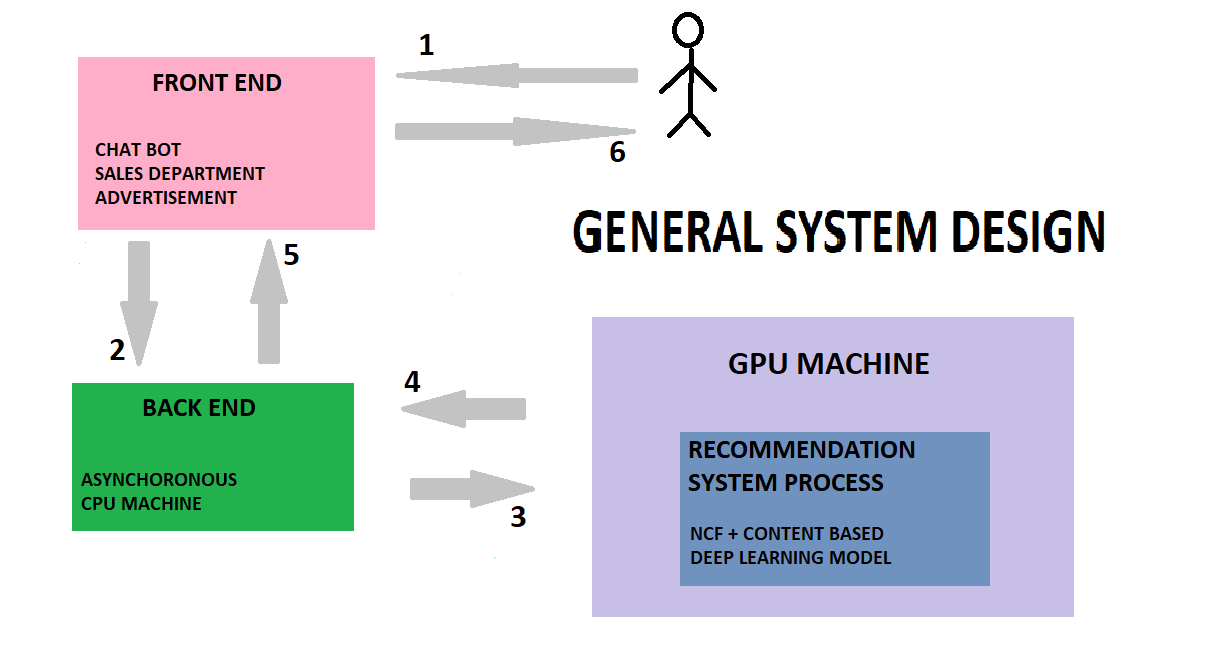 1
FRONT END
CHAT BOT
SALES DEPARTMENT
ADVERTISEMENT
6
GENERAL SYSTEM DESIGN
5
2
BACK END
ASYNCHORONOUS
CPU MACHINE
4
3
GPU MACHINE
RECOMMENDATION
SYSTEM PROCESS
NCF + CONTENT BASED
DEEP LEARNING MODEL